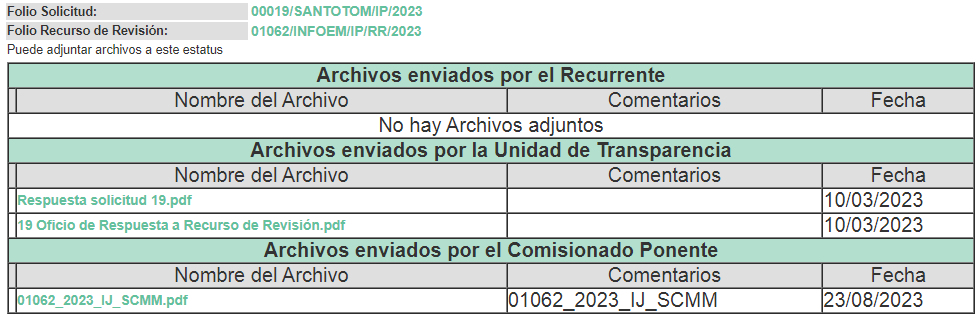 Folio Solicitud: 00019/SANTOTOM/IP/2023
Folio Recurso de Revisión: 01062/INFOEM/IP/RR/2023
Puede adjuntar archivos a este estatus
Archivos enviados por el Recurrente
Nombre del Archivo Comentarios Fecha
No hay Archivos adjuntos
Archivos enviados por la Unidad de Transparencia
Nombre del Archivo Comentarios Fecha
Respuesta solicitud 19.pdf 10/03/2023
19 Oficio de Respuesta a Recurso de Revisión.pdf 10/03/2023
Archivos enviados por el Comisionado Ponente
Nombre del Archivo Comentarios Fecha
01062_2023_IJ_SCMM.pdf 01062_2023_IJ_SCMM 23/08/2023